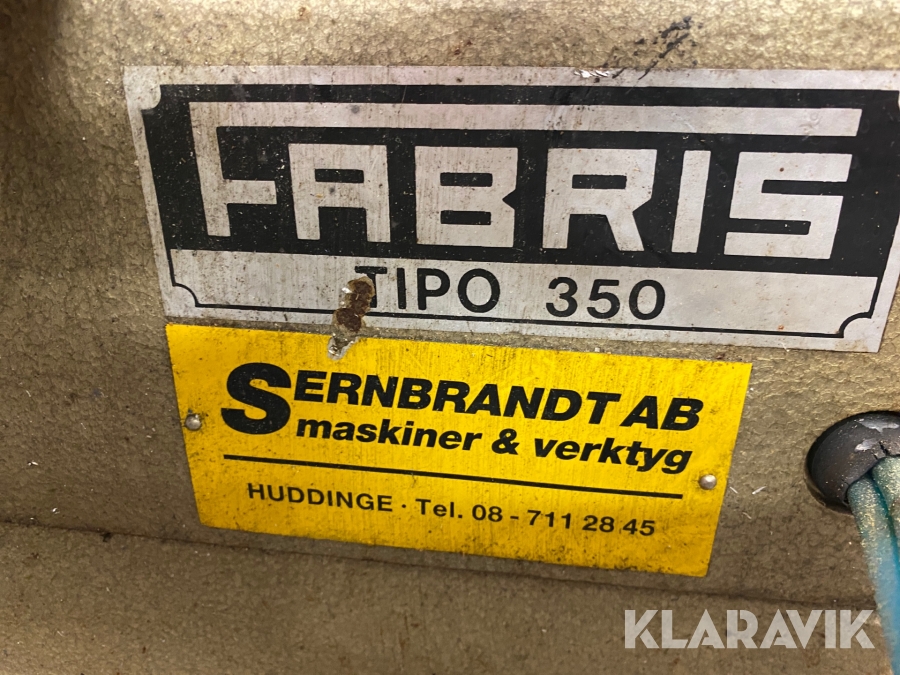 FABRIS
TIPO 350
SERNBRANDT AB
maskiner & verktyg
HUDDINGE · Tel. 08 - 711 28 45
KLARAVIK